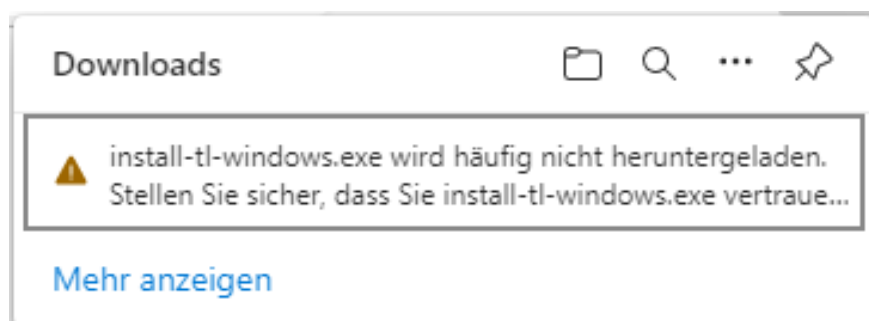 Downloads
install-tl-windows.exe wird häufig nicht heruntergeladen.
Stellen Sie sicher, dass Sie install-tl-windows.exe vertraue...
Mehr anzeigen